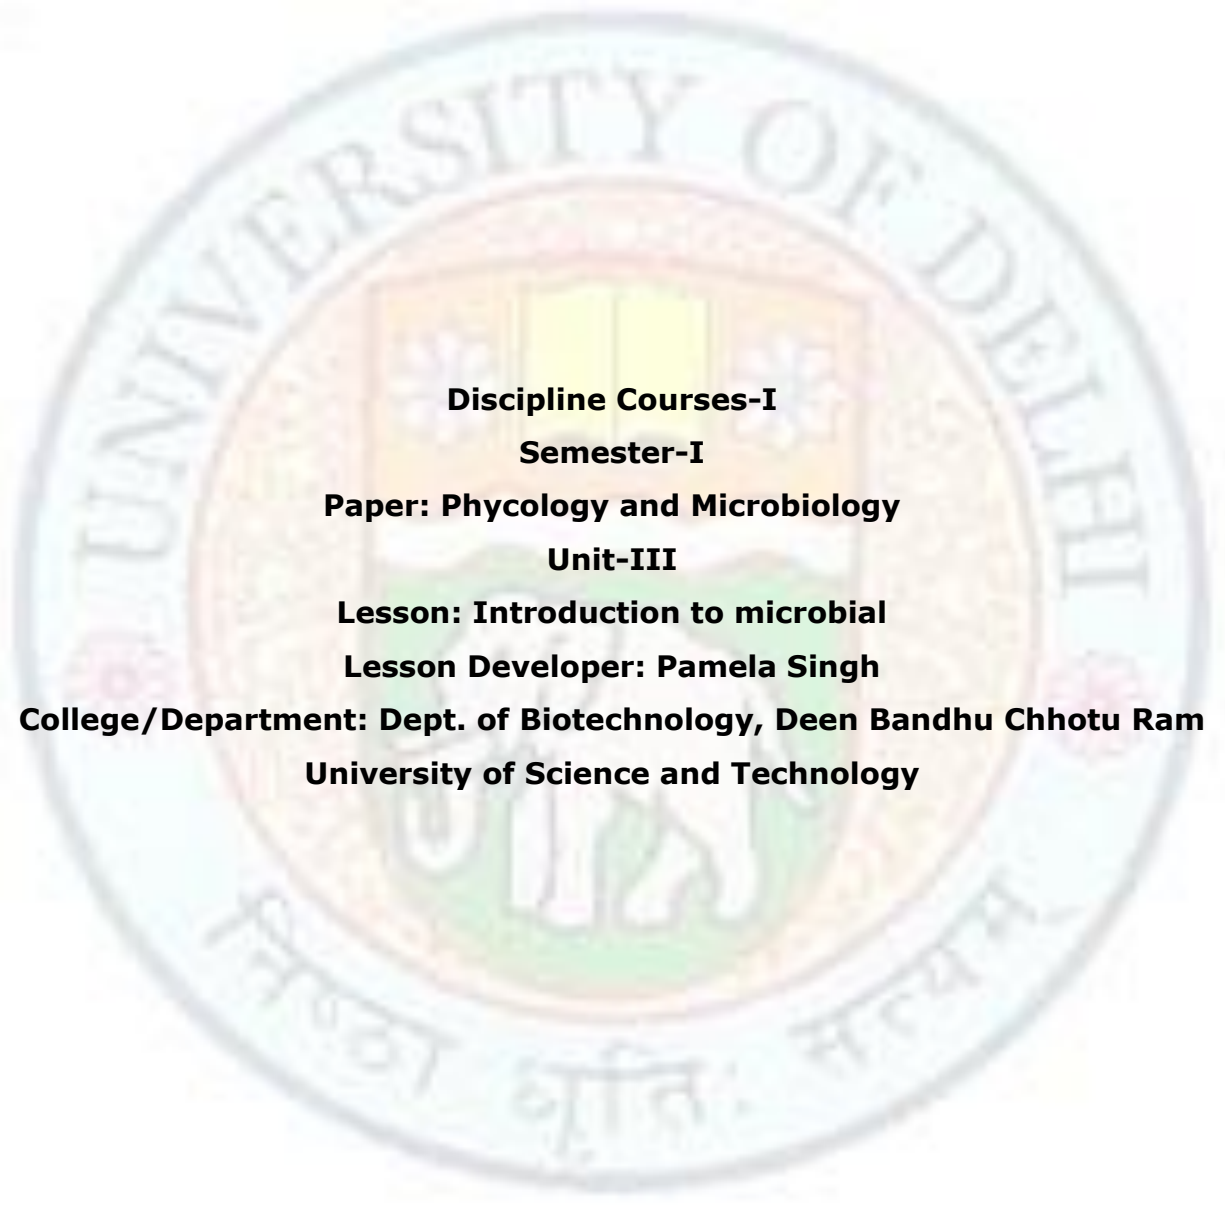 UNIVERSITY OF DELHI
Discipline Courses-I
Semester-I
Paper: Phycology and Microbiology
Unit-III
Lesson: Introduction to microbial
Lesson Developer: Pamela Singh
College/Department: Dept. of Biotechnology, Deen Bandhu Chhotu Ram
University of Science and Technology